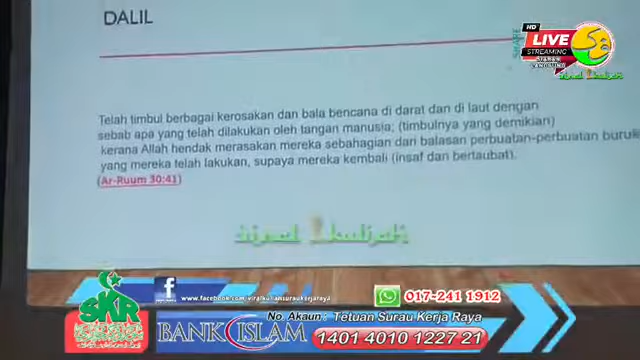 DALIL
HD
LIVE
STREAMING
Telah timbul berbagai kerosakan dan bala bencana di darat dan di laut dengan
sebab apa yang telah dilakukan oleh tangan manusia; (timbulnya yang demikian)
kerana Allah hendak merasakan mereka sebahagian dari balasan perbuatan-perbuatan buruk
yang mereka telah lakukan, supaya mereka kembali (insaf dan bertaubat).
(Ar-Ruum 30:41)
SKR
www.facebook.com/viralkuliahsuraukerjaraya
017-241 1912
No. Akaun: Tetuan Surau Kerja Raya
BANK ISLAM
1401 4010 1227 21